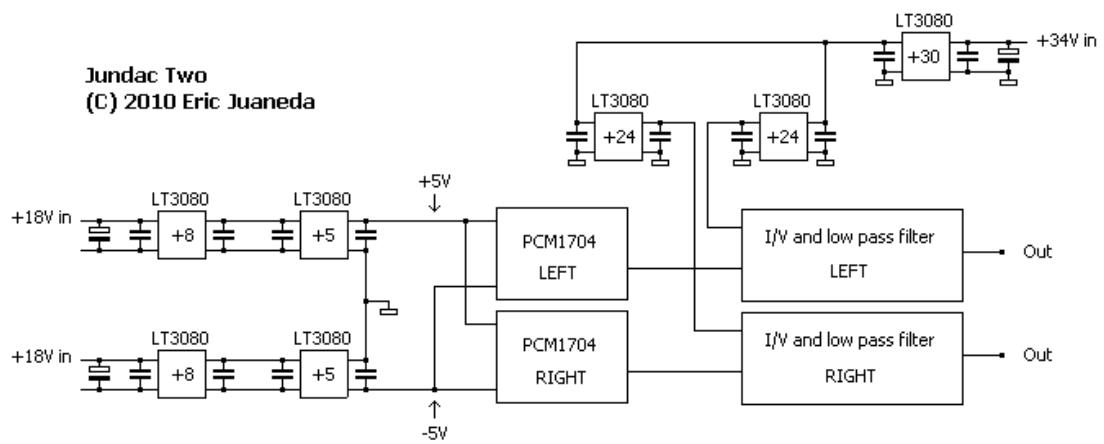 LT3080
+30
+34V in
Jundac Two
(C) 2010 Eric Juaneda
LT3080
+24
LT3080
+24
+5V
LT3080
LT3080
+18V in
+8
+5
PCM1704
LEFT
I/V and low pass filter
LEFT
Out
LT3080
LT3080
+18V in
+8
+5
PCM1704
RIGHT
I/V and low pass filter
RIGHT
Out
-5V